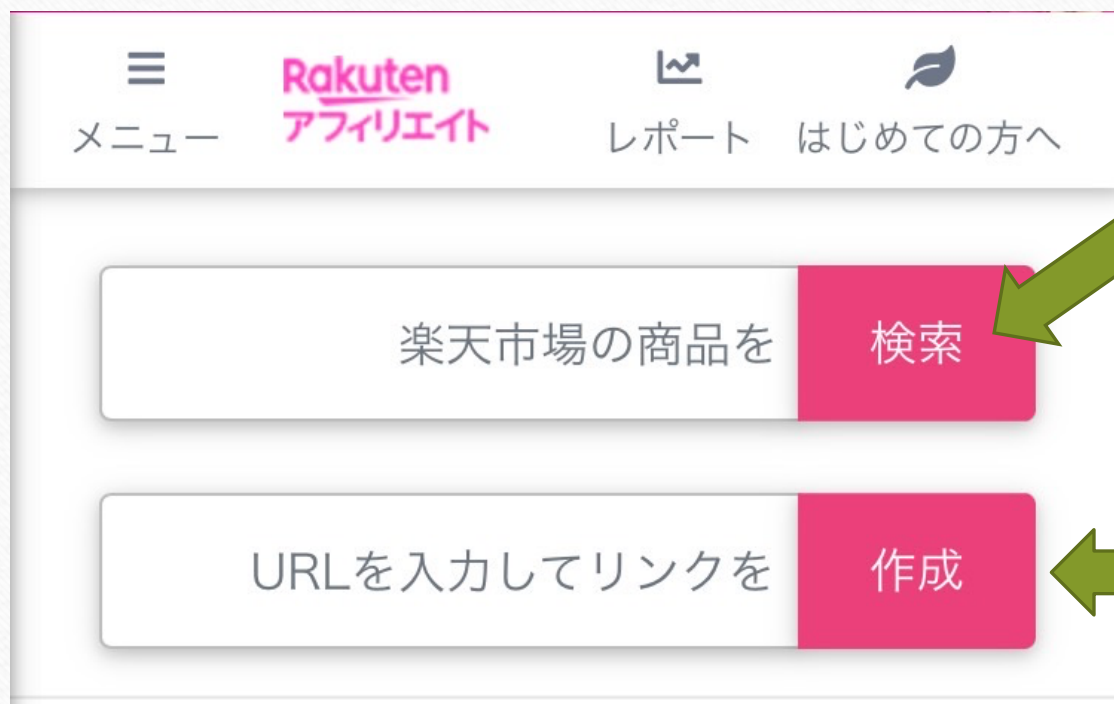 Rakuten
アフィリエイト
メニュー
レポート
はじめての方へ
楽天市場の商品を 検索
URLを入力してリンクを 作成